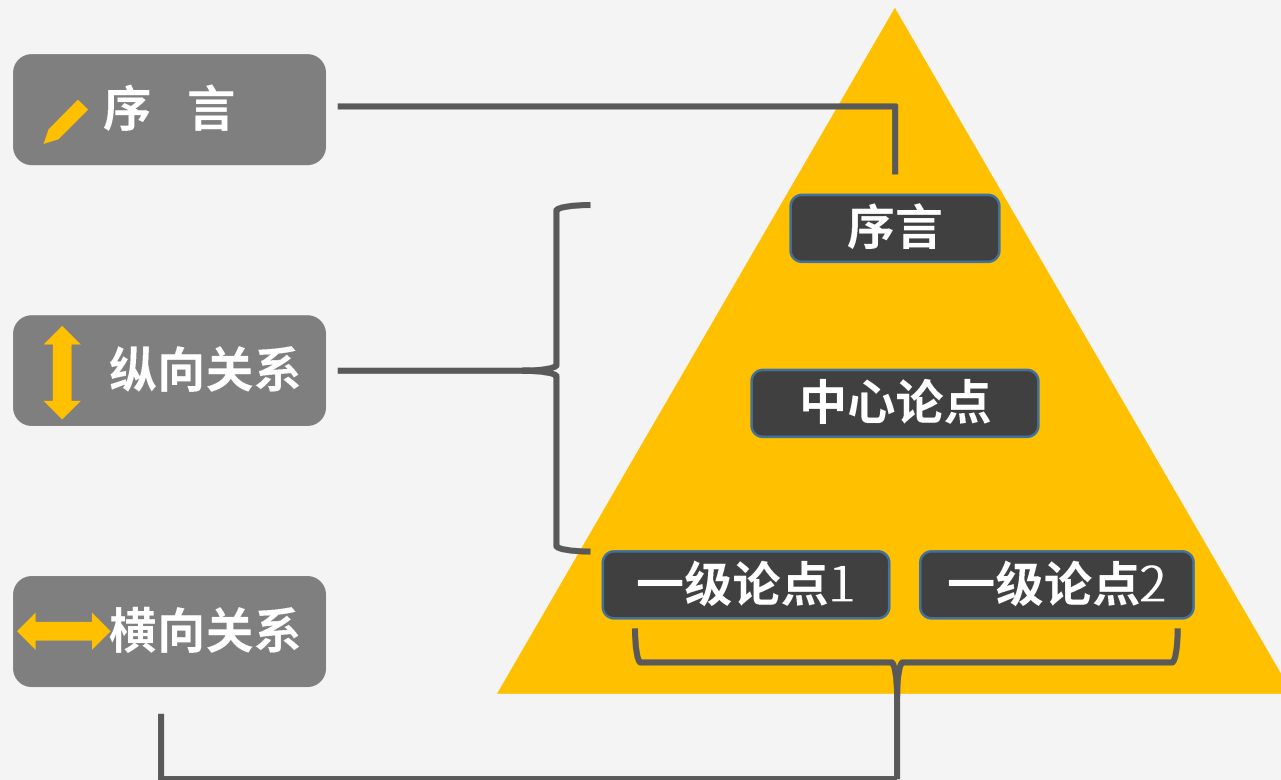 序 言
序言
纵向关系
中心论点
一级论点1
一级论点2
横向关系